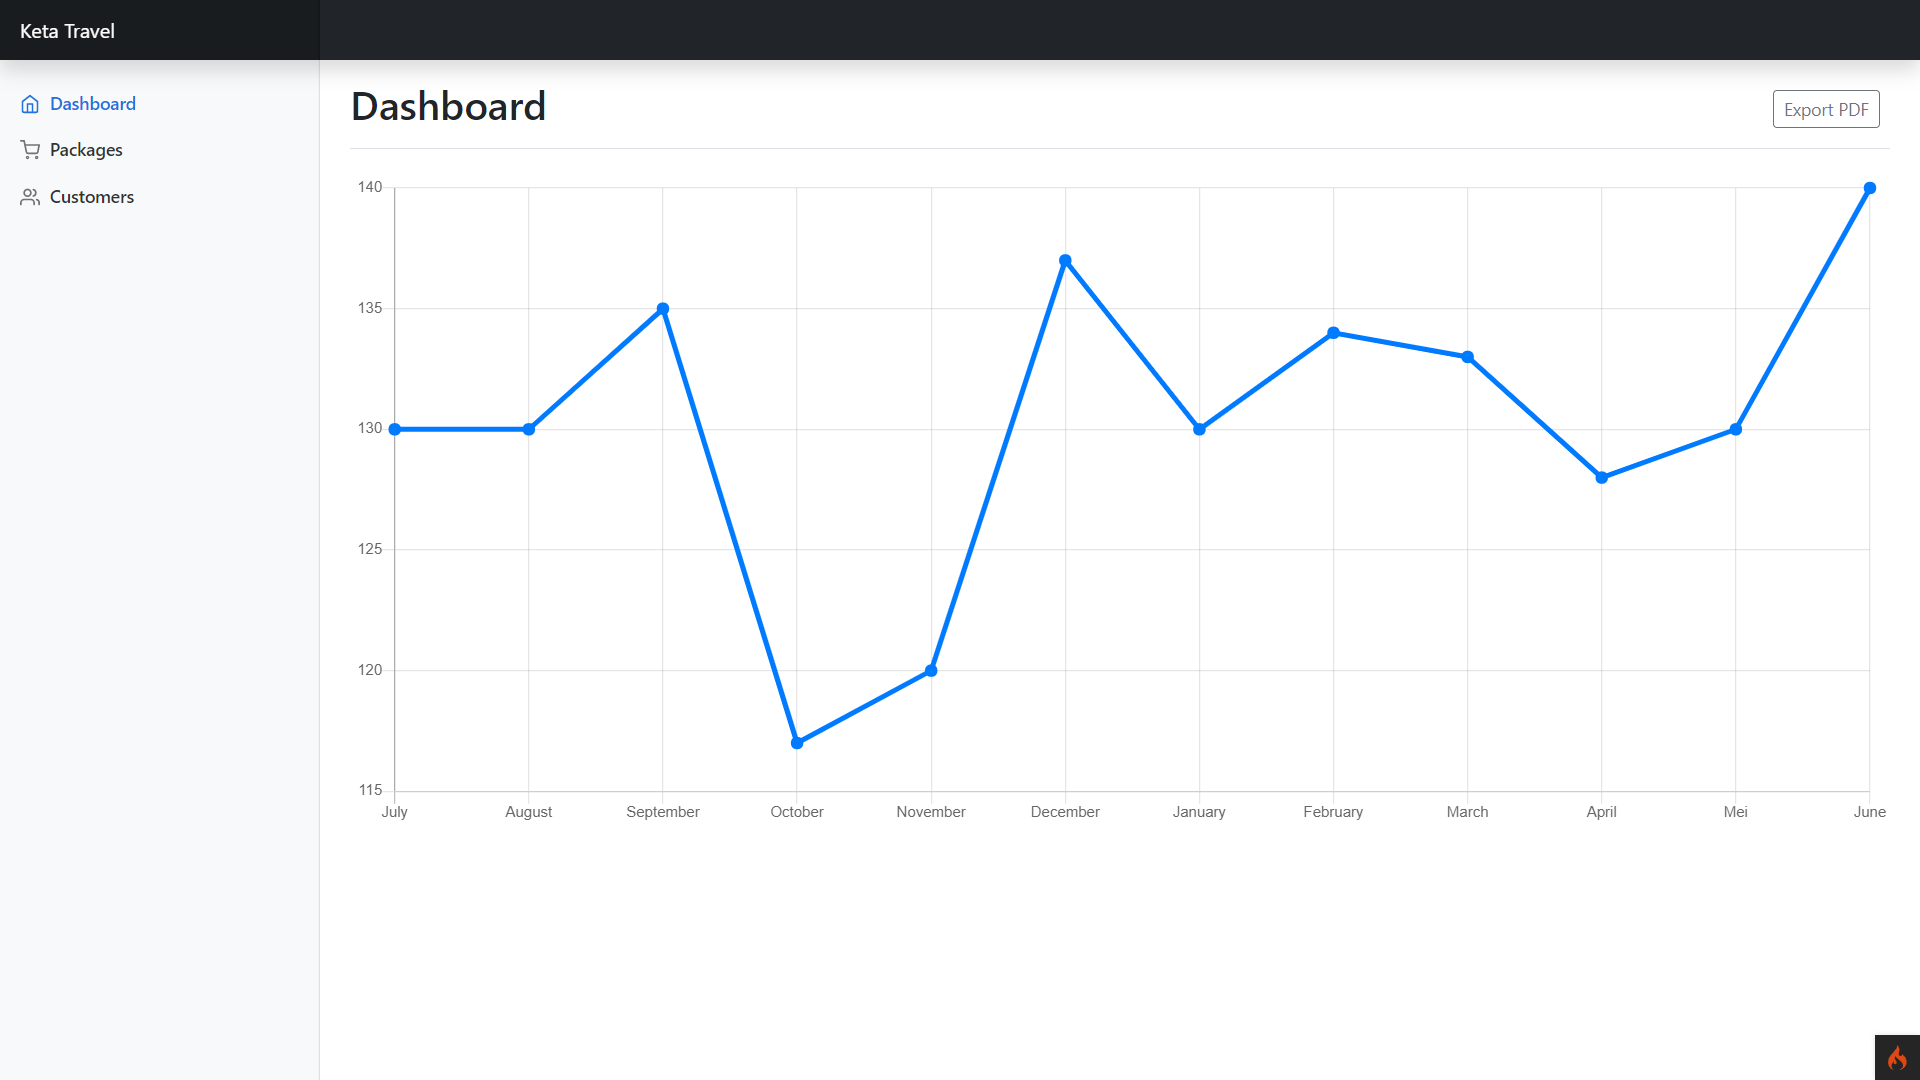 Keta Travel
Dashboard
Packages
Customers
Dashboard
Export PDF
140
135
130
125
120
115
July August September October November December January February March April Mei June